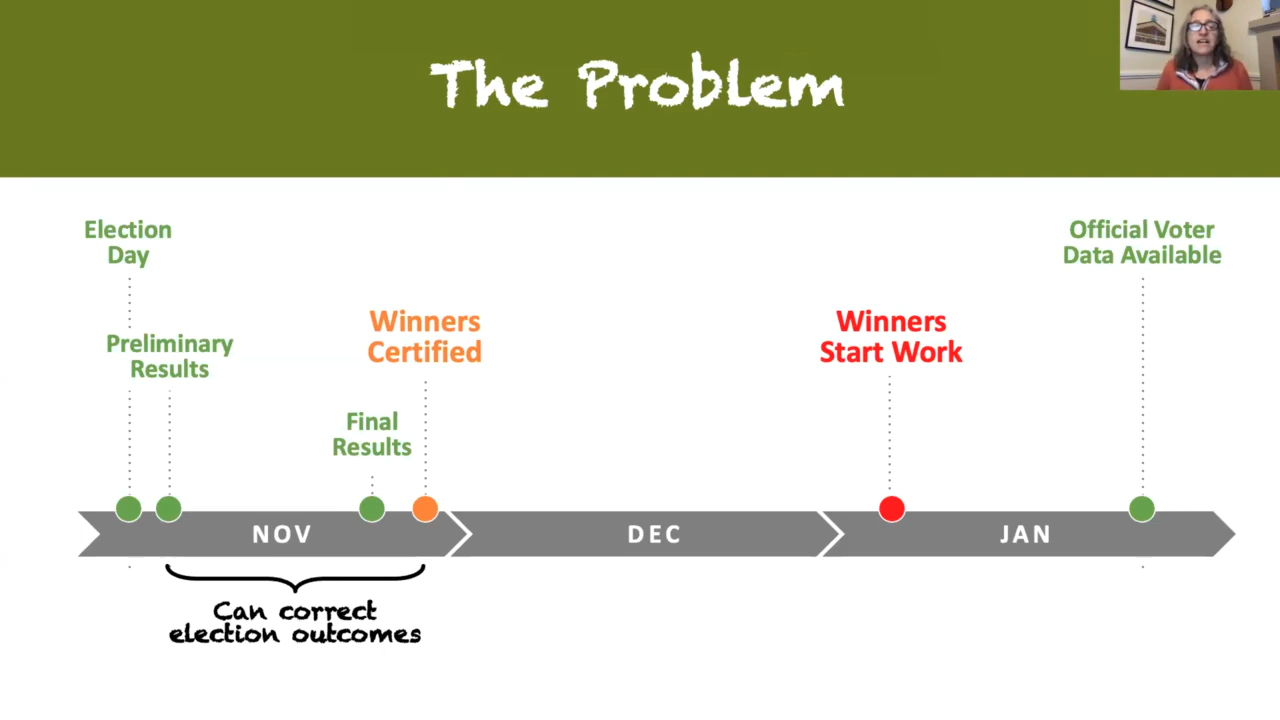 The Problem
Election
Day
Official Voter
Data Available
Preliminary
Results
Winners
Certified
Winners
Start Work
Final
Results
NOV
DEC
JAN
Can correct
election outcomes